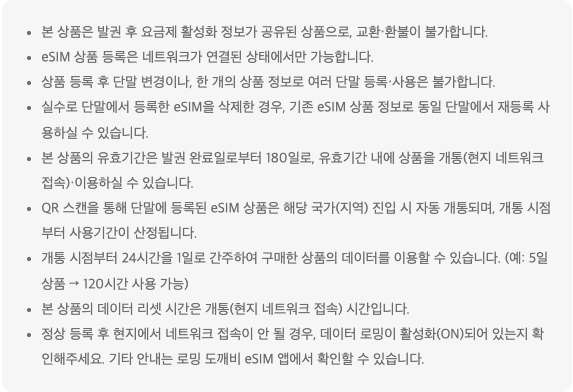 • 본 상품은 발권 후 요금제 활성화 정보가 공유된 상품으로, 교환·환불이 불가합니다.
• eSIM 상품 등록은 네트워크가 연결된 상태에서만 가능합니다.
• 상품 등록 후 단말 변경이나, 한 개의 상품 정보로 여러 단말 등록·사용은 불가합니다.
• 실수로 단말에서 등록한 eSIM을 삭제한 경우, 기존 eSIM 상품 정보로 동일 단말에서 재등록 사
용하실 수 있습니다.
• 본 상품의 유효기간은 발권 완료일로부터 180일로, 유효기간 내에 상품을 개통(현지 네트워크
접속)·이용하실 수 있습니다.
• QR 스캔을 통해 단말에 등록된 eSIM 상품은 해당 국가(지역) 진입 시 자동 개통되며, 개통 시점
부터 사용기간이 산정됩니다.
• 개통 시점부터 24시간을 1일로 간주하여 구매한 상품의 데이터를 이용할 수 있습니다. (예: 5일
상품 → 120시간 사용 가능)
• 본 상품의 데이터 리셋 시간은 개통(현지 네트워크 접속) 시간입니다.
• 정상 등록 후 현지에서 네트워크 접속이 안 될 경우, 데이터 로밍이 활성화(ON)되어 있는지 확
인해주세요. 기타 안내는 로밍 도깨비 eSIM 앱에서 확인할 수 있습니다.